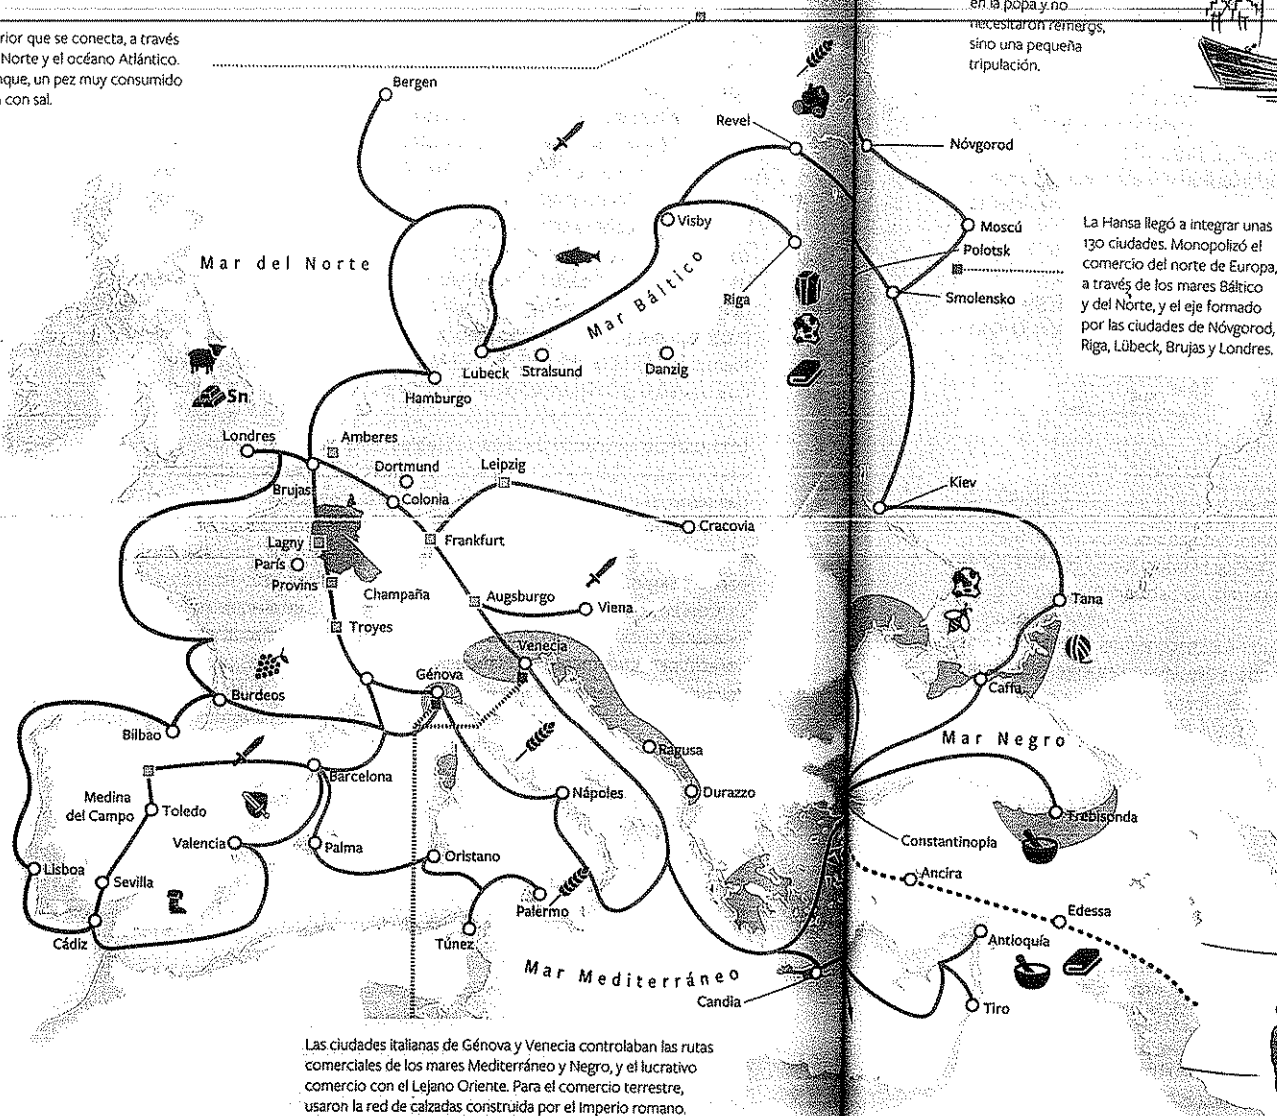 rior que se conecta, a través
Norte y el océano Atlántico.
nque, un pez muy consumido
con sal.
en la popa y no
necesitaron remeros,
sino una pequeña
tripulación.
Bergen
Revel
Nóvgorod
Visby
Moscú
Polotsk
Smolensko
Riga
Mar del Norte
Mar Báltico
La Hansa llegó a integrar unas
130 ciudades. Monopolizó el
comercio del norte de Europa,
a través de los mares Báltico
y del Norte, y el eje formado
por las ciudades de Nóvgorod,
Riga, Lübeck, Brujas y Londres.
Lubeck
Stralsund
Danzig
Hamburgo
Sn
Londres
Amberes
Dortmund
Leipzig
Brujas
Colonia
Kiev
Cracovia
Lagny
Frankfurt
París
Provins
Champaña
Augsburgo
Viena
Tana
Troyes
Venecia
Génova
Caffa
Burdeos
Bilbao
Ragusa
Mar Negro
Barcelona
Medina
del Campo
Toledo
Nápoles
Durazzo
Trebisonda
Valencia
Palma
Oristano
Constantinopla
Lisboa
Sevilla
Ancira
Palermo
Edessa
Cádiz
Túnez
Antioquía
Mar Mediterráneo
Candia
Tiro
Las ciudades italianas de Génova y Venecia controlaban las rutas
comerciales de los mares Mediterráneo y Negro, y el lucrativo
comercio con el Lejano Oriente. Para el comercio terrestre,
usaron la red de calzadas construida por el Imperio romano.